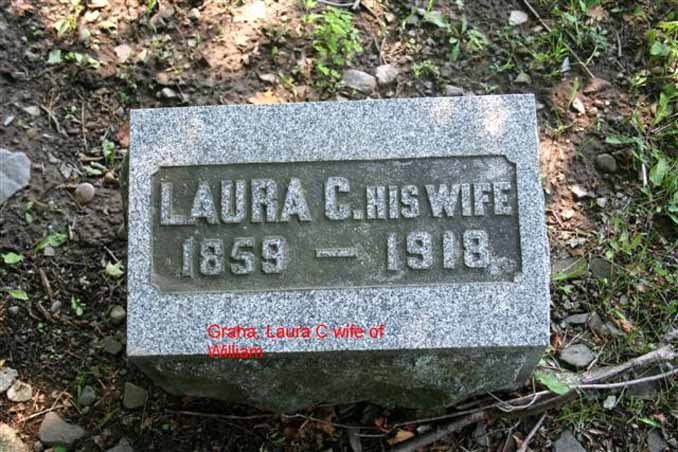 LAURA C. HIS WIFE
1859 — 1918
Graha, Laura C wife of
William